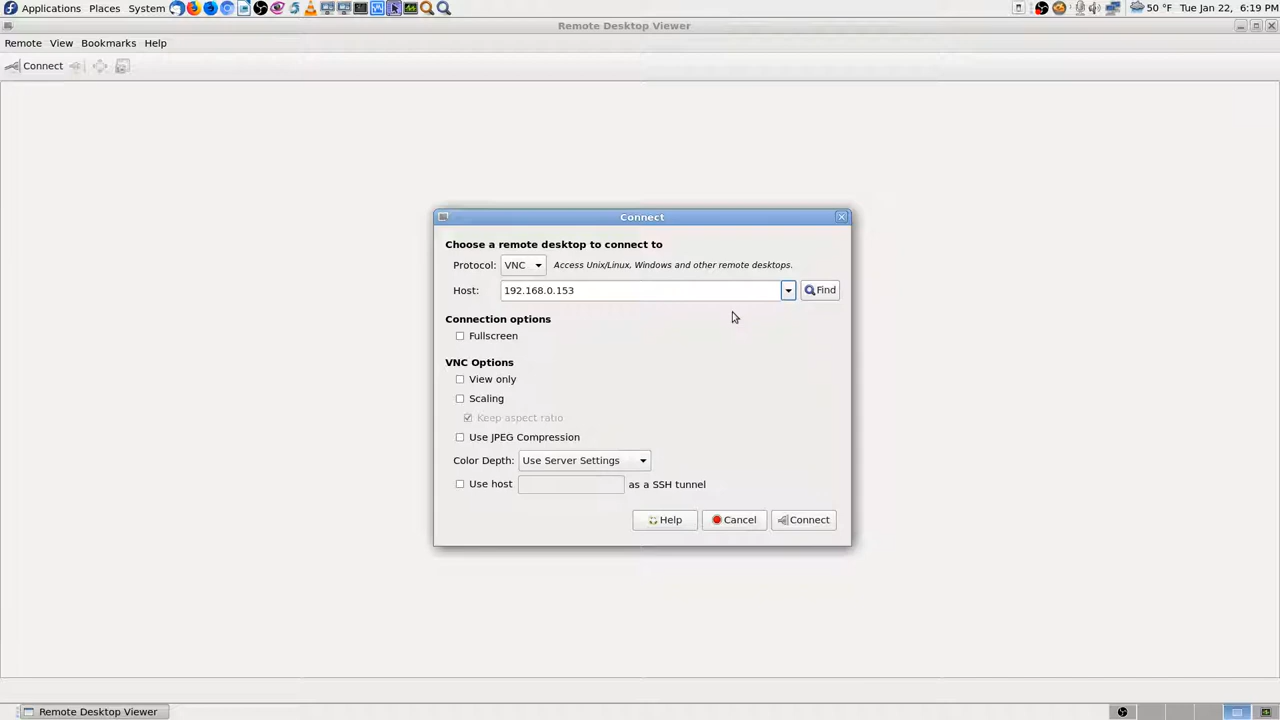 Applications Places System 50 °F Tue Jan 22, 6:19 PM
Remote Desktop Viewer
Remote View Bookmarks Help
Connect
Connect
Choose a remote desktop to connect to
Protocol: VNC Access Unix/Linux, Windows and other remote desktops.
Host: 192.168.0.153 Find
Connection options
Fullscreen
VNC Options
View only
Scaling
Keep aspect ratio
Use JPEG Compression
Color Depth: Use Server Settings
Use host as a SSH tunnel
Help Cancel Connect
Remote Desktop Viewer